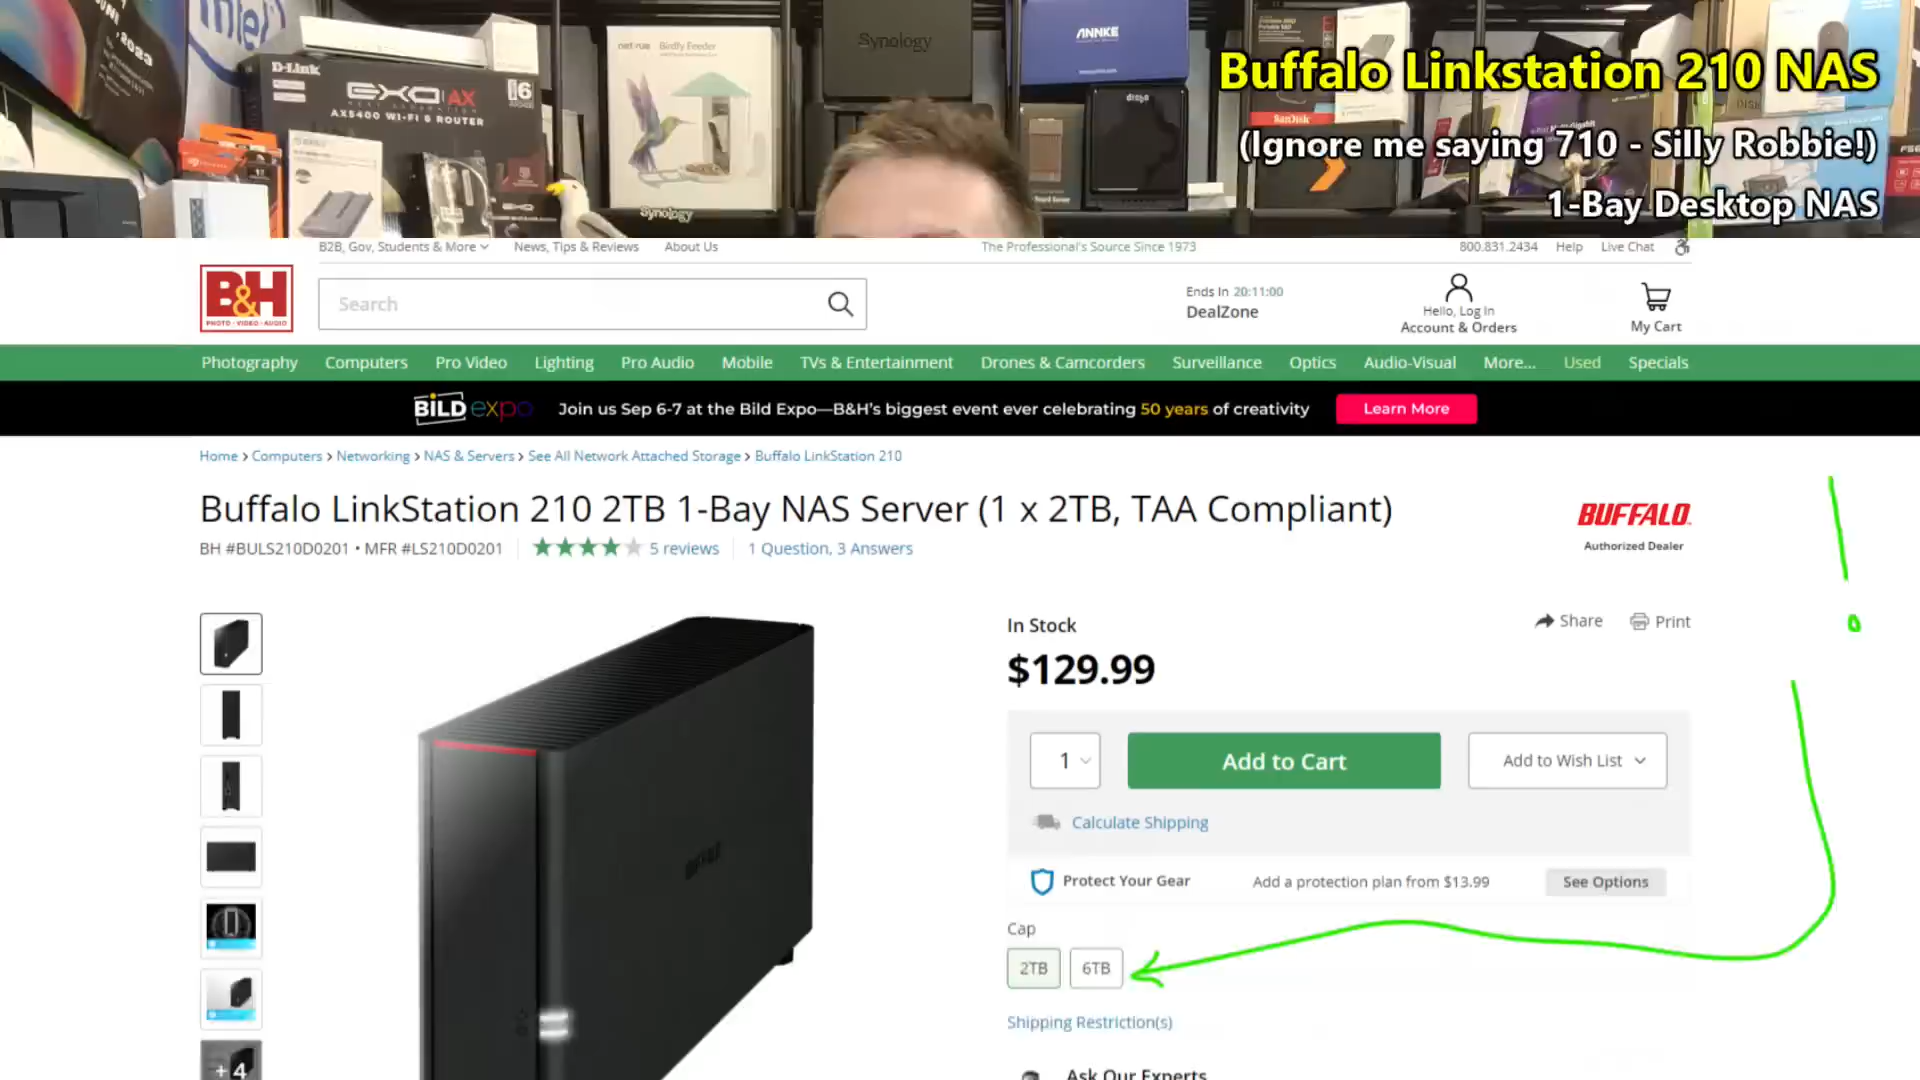 intel
D-Link
EXO AX
AX5400 WI-FI 6 ROUTER
netvue Birdly Feeder
Synology
Synology
ANNKE
SanDisk
Buffalo Linkstation 210 NAS
(Ignore me saying 710 - Silly Robbie!)
1-Bay Desktop NAS
B2B, Gov, Students & More
News, Tips & Reviews
About Us
The Professional's Source Since 1973
800.831.2434
Help
Live Chat
B&H
PHOTO · VIDEO · AUDIO
Search
Ends In 20:11:00
DealZone
Hello, Log In
Account & Orders
My Cart
Photography
Computers
Pro Video
Lighting
Pro Audio
Mobile
TVs & Entertainment
Drones & Camcorders
Surveillance
Optics
Audio-Visual
More...
Used
Specials
BILD expo
Join us Sep 6-7 at the Bild Expo—B&H's biggest event ever celebrating 50 years of creativity
Learn More
Home > Computers > Networking > NAS & Servers > See All Network Attached Storage > Buffalo LinkStation 210
Buffalo LinkStation 210 2TB 1-Bay NAS Server (1 x 2TB, TAA Compliant)
BUFFALO
Authorized Dealer
BH #BULS210D0201 • MFR #LS210D0201
5 reviews
1 Question, 3 Answers
In Stock
Share
Print
$129.99
1
Add to Cart
Add to Wish List
Calculate Shipping
Protect Your Gear
Add a protection plan from $13.99
See Options
Cap
2TB
6TB
Shipping Restriction(s)
+4
Ask Our Experts
BUFFALO